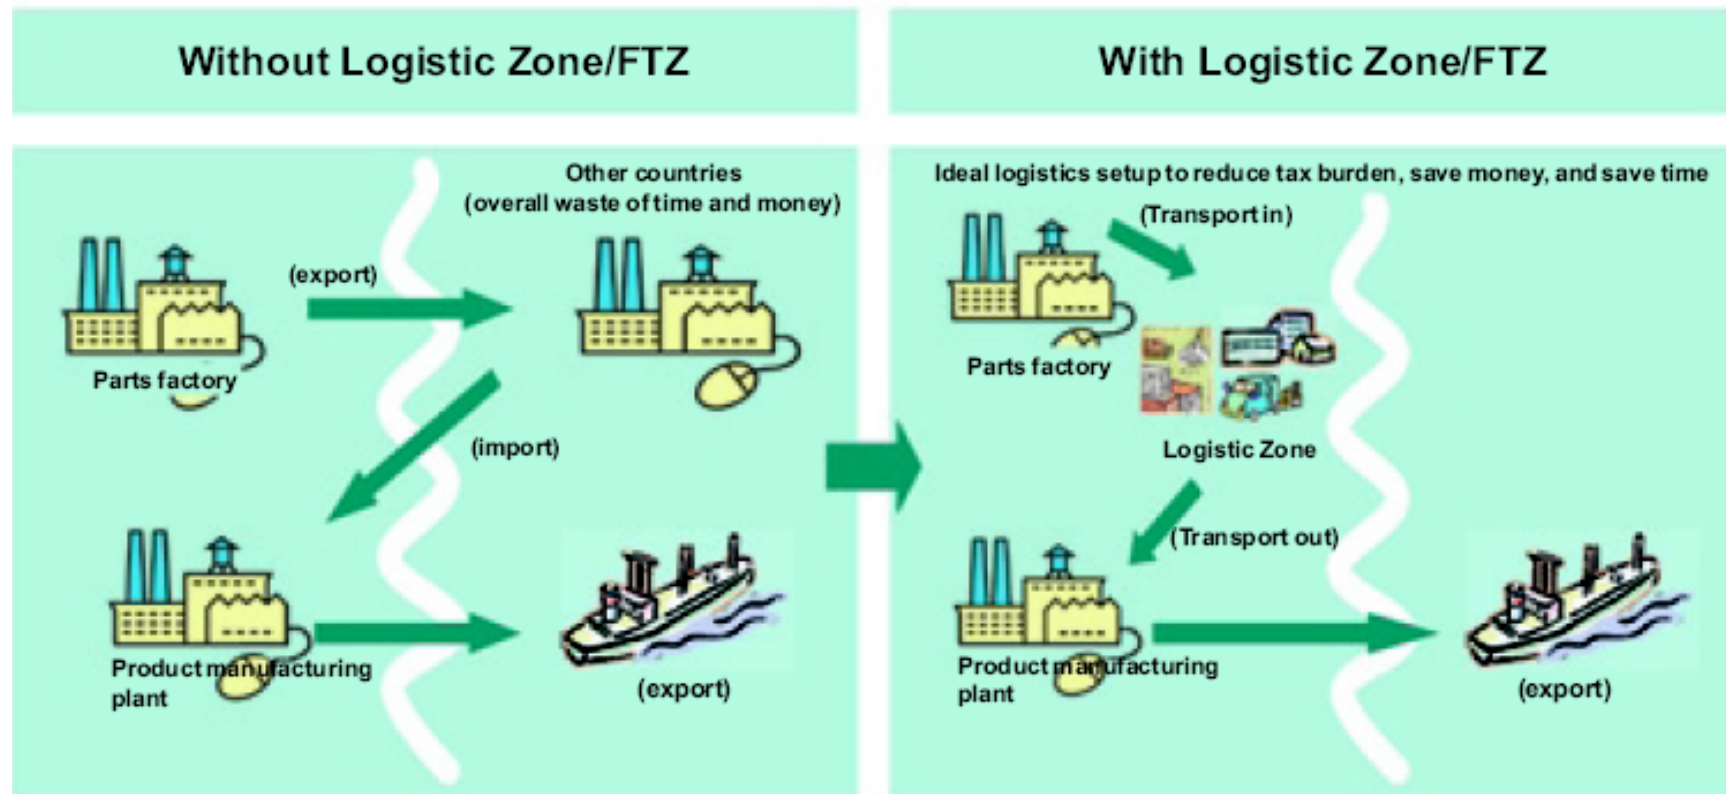 Without Logistic Zone/FTZ
Other countries
(overall waste of time and money)
(export)
Parts factory
(import)
Product manufacturing
plant
(export)
With Logistic Zone/FTZ
Ideal logistics setup to reduce tax burden, save money, and save time
(Transport in)
Parts factory
Logistic Zone
(Transport out)
Product manufacturing
plant
(export)